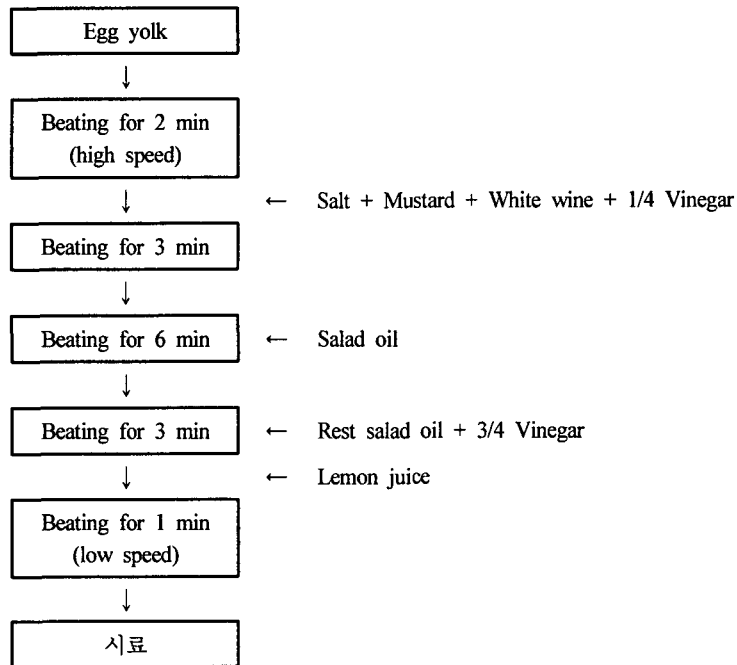 Egg yolk
↓
Beating for 2 min
(high speed)
↓ ← Salt + Mustard + White wine + 1/4 Vinegar
Beating for 3 min
↓
Beating for 6 min ← Salad oil
↓
Beating for 3 min ← Rest salad oil + 3/4 Vinegar
↓ ← Lemon juice
Beating for 1 min
(low speed)
↓
시료